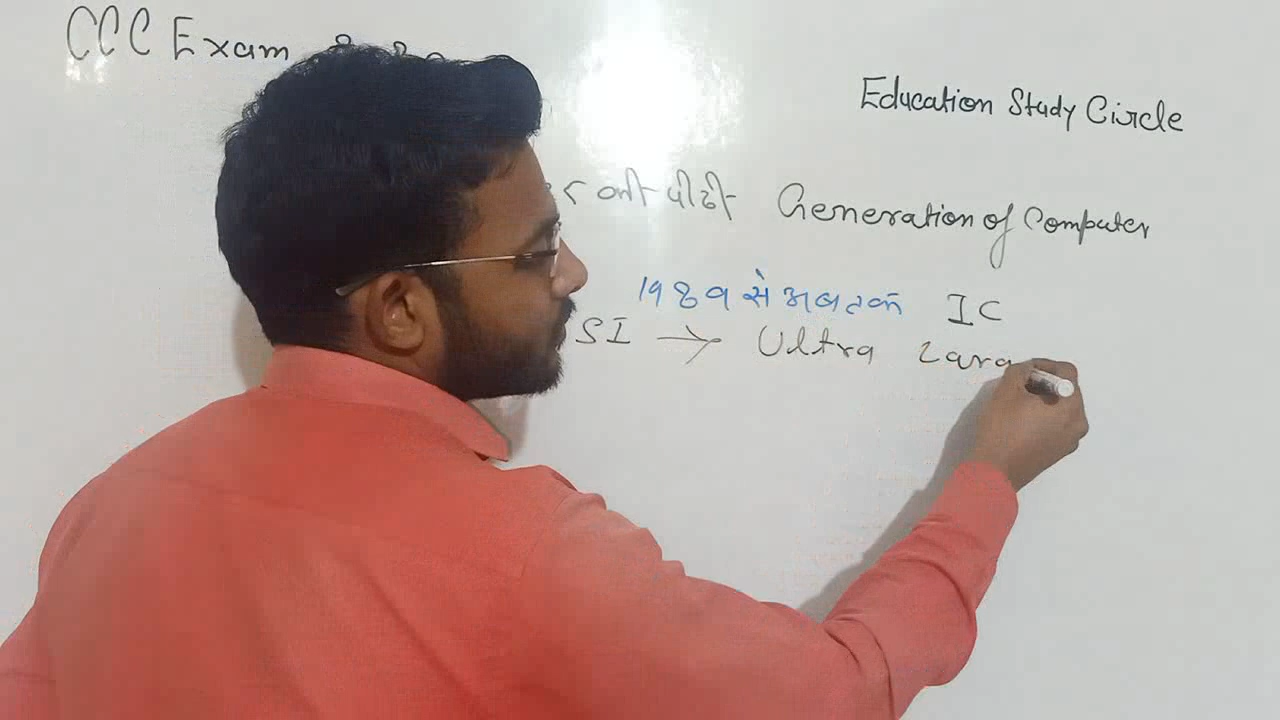 CCC Exam
Education Study Circle
की पीढी Generation of Computer
1989 से अब तक IC
SI → Ultra Larg